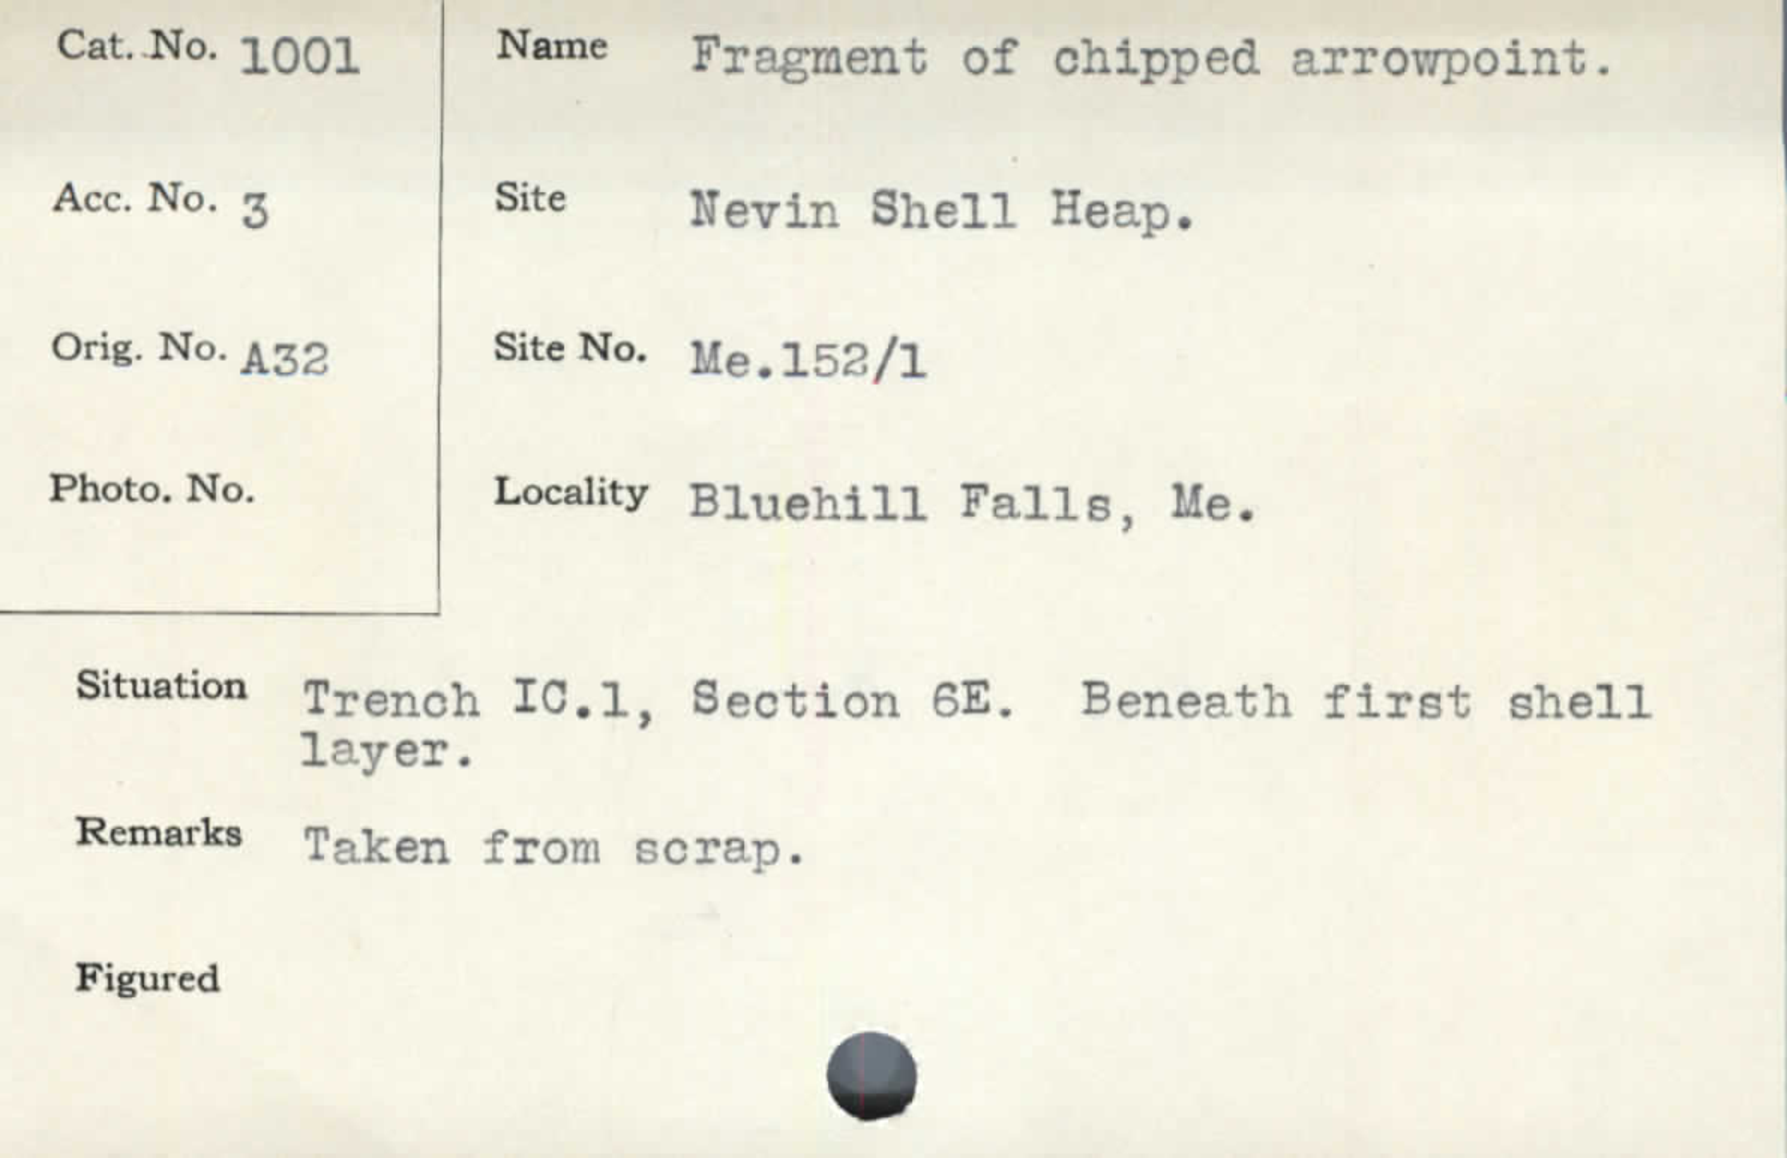 Cat. No. 1001
Name Fragment of chipped arrowpoint.
Acc. No. 3
Site Nevin Shell Heap.
Orig. No. A32
Site No. Me.152/1
Photo. No.
Locality Bluehill Falls, Me.
Situation Trench IC.1, Section 6E. Beneath first shell
layer.
Remarks Taken from scrap.
Figured